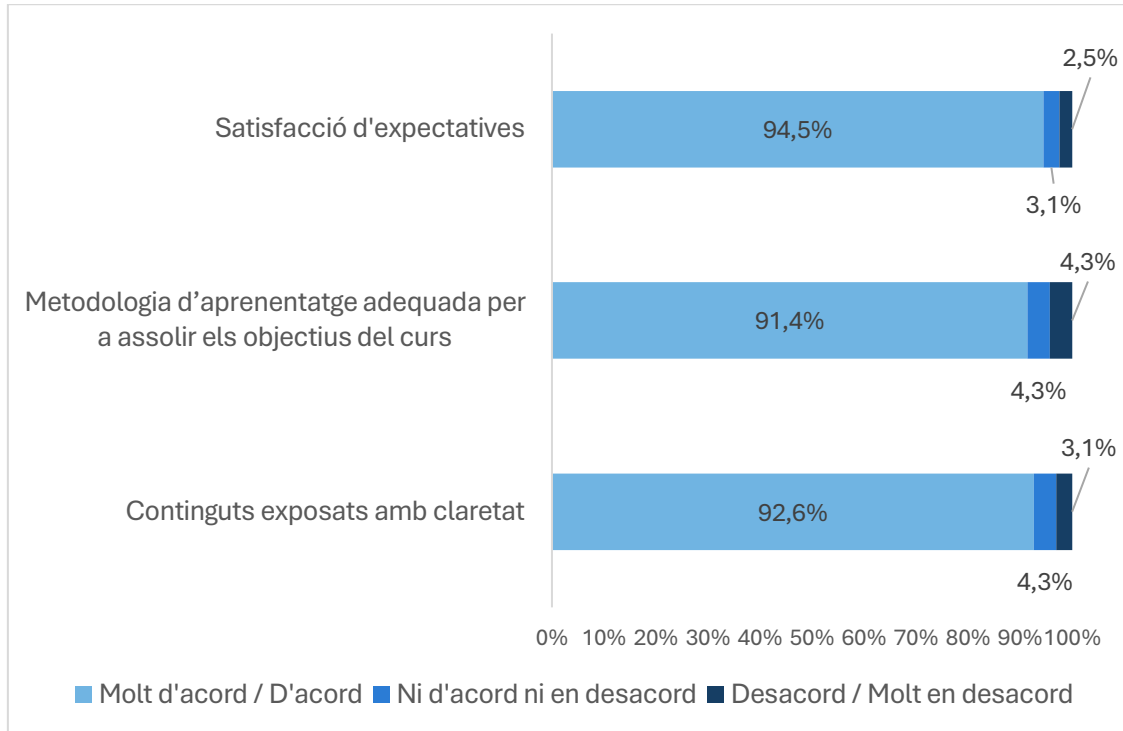 2,5%
Satisfacció d'expectatives
94,5%
3,1%
4,3%
Metodologia d’aprenentatge adequada per
a assolir els objectius del curs
91,4%
4,3%
3,1%
Continguts exposats amb claretat
92,6%
4,3%
0% 10% 20% 30% 40% 50% 60% 70% 80% 90% 100%
Molt d'acord / D'acord Ni d'acord ni en desacord Desacord / Molt en desacord